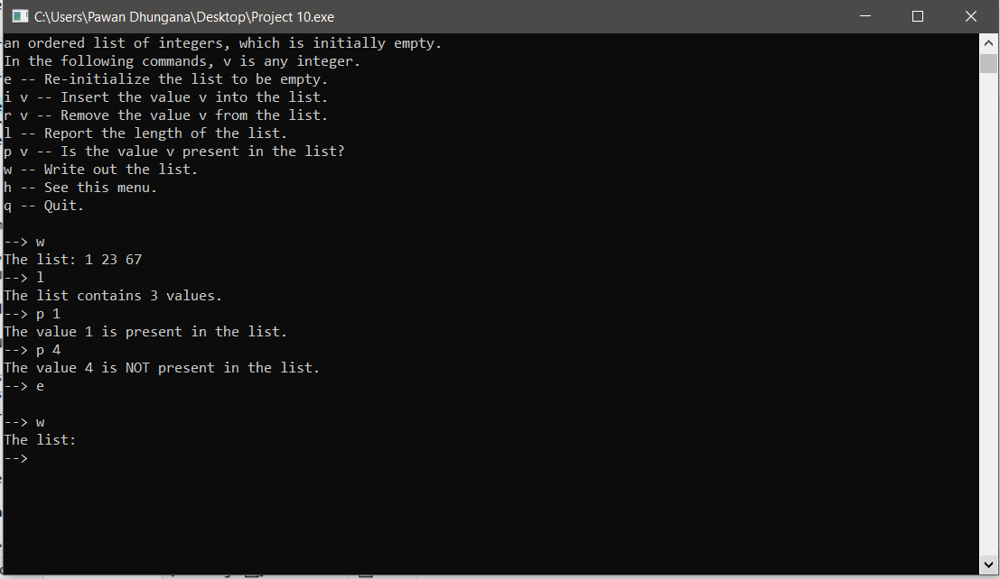 C:\Users\Pawan Dhungana\Desktop\Project 10.exe
an ordered list of integers, which is initially empty.
In the following commands, v is any integer.
e -- Re-initialize the list to be empty.
i v -- Insert the value v into the list.
r v -- Remove the value v from the list.
l -- Report the length of the list.
p v -- Is the value v present in the list?
w -- Write out the list.
h -- See this menu.
q -- Quit.
--> w
The list: 1 23 67
--> l
The list contains 3 values.
--> p 1
The value 1 is present in the list.
--> p 4
The value 4 is NOT present in the list.
--> e
--> w
The list:
-->